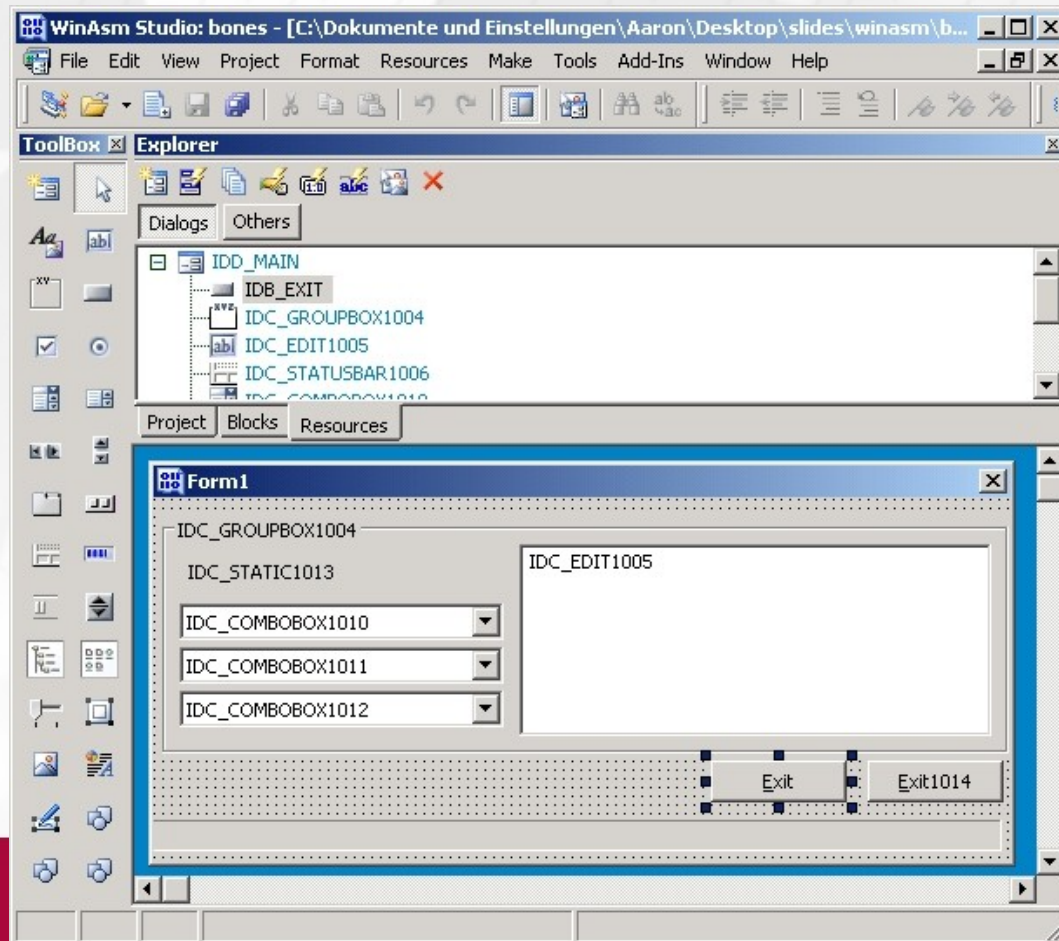 WinAsm Studio: bones - [C:\Dokumente und Einstellungen\Aaron\Desktop\slides\winasm\b...
File Edit View Project Format Resources Make Tools Add-Ins Window Help
ToolBox
Explorer
Dialogs Others
IDD_MAIN
IDB_EXIT
IDC_GROUPBOX1004
IDC_EDIT1005
IDC_STATUSBAR1006
IDC_COMBOBOX1010
Project Blocks Resources
Form1
IDC_GROUPBOX1004
IDC_STATIC1013
IDC_EDIT1005
IDC_COMBOBOX1010
IDC_COMBOBOX1011
IDC_COMBOBOX1012
Exit Exit1014